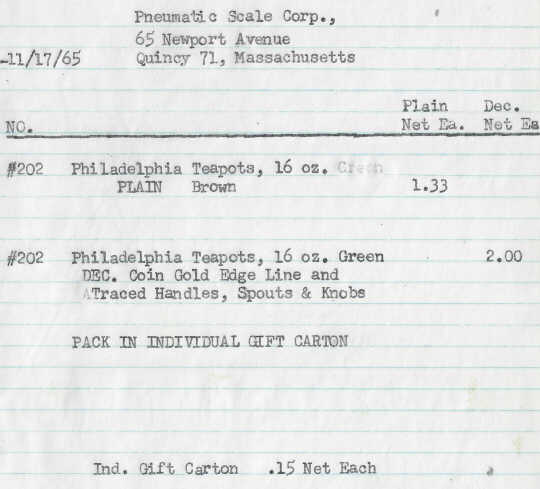 Pneumatic Scale Corp.,
65 Newport Avenue
-11/17/65 Quincy 71, Massachusetts
Plain Dec.
NO. Net Ea. Net Ea
#202 Philadelphia Teapots, 16 oz. Green
PLAIN Brown 1.33
#202 Philadelphia Teapots, 16 oz. Green 2.00
DEC. Coin Gold Edge Line and
Traced Handles, Spouts & Knobs
PACK IN INDIVIDUAL GIFT CARTON
Ind. Gift Carton .15 Net Each